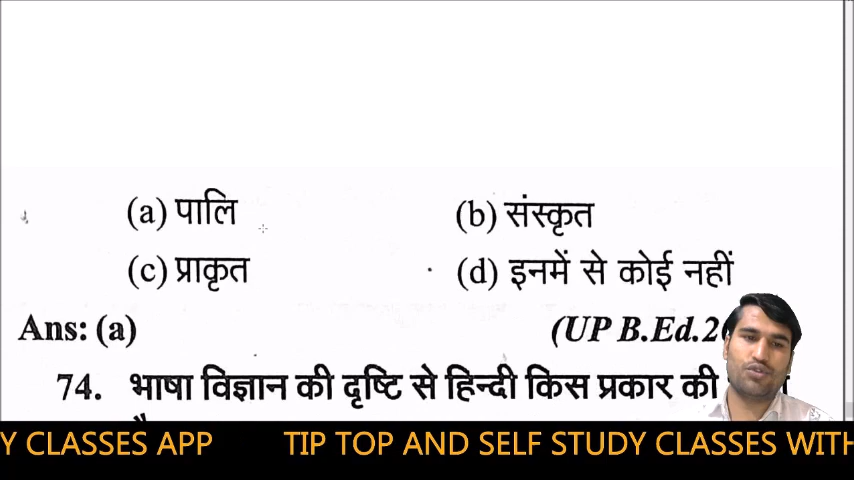 (a) पालि (b) संस्कृत
(c) प्राकृत (d) इनमें से कोई नहीं
Ans: (a) (UP B.Ed.2
74. भाषा विज्ञान की दृष्टि से हिन्दी किस प्रकार की
Y CLASSES APP TIP TOP AND SELF STUDY CLASSES WITH